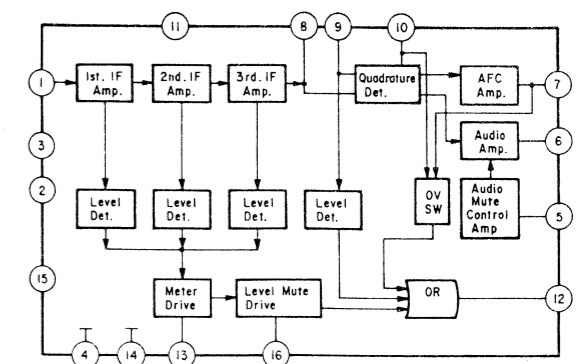 11
8
9
10
1
1st. IF
Amp.
2nd. IF
Amp.
3rd. IF
Amp.
Quadrature
Det.
AFC
Amp.
7
3
Audio
Amp.
6
2
Level
Det.
Level
Det.
Level
Det.
Level
Det.
OV
SW
Audio
Mute
Control
Amp
5
15
Meter
Drive
Level Mute
Drive
OR
12
4
14
13
16